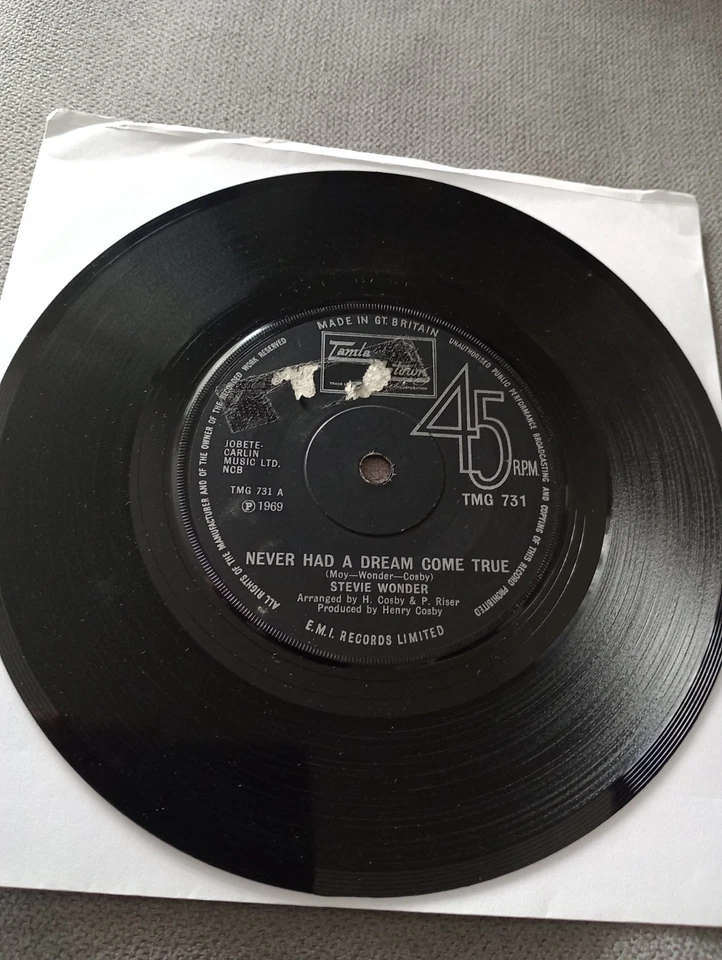 MADE IN GT. BRITAIN
Tamla
town
UNAUTHORISED PUBLIC PERFORMANCE BROADCASTING AND COPYING OF THIS RECORD PROHIBITED
ALL RIGHTS OF THE MANUFACTURER AND OF THE OWNER OF THE RECORDED WORK RESERVED
45
R.P.M.
JOBETE-
CARLIN
MUSIC LTD.
NCB
TMG 731
TMG 731 A
Ⓟ 1969
NEVER HAD A DREAM COME TRUE
(Moy—Wonder—Cosby)
STEVIE WONDER
Arranged by H. Cosby & P. Riser
Produced by Henry Cosby
E.M.I. RECORDS LIMITED